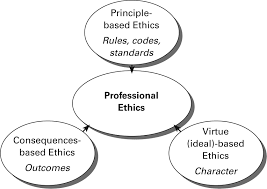 Principle-
based Ethics
Rules, codes,
standards
Professional
Ethics
Consequences-
based Ethics
Outcomes
Virtue
(ideal)-based
Ethics
Character